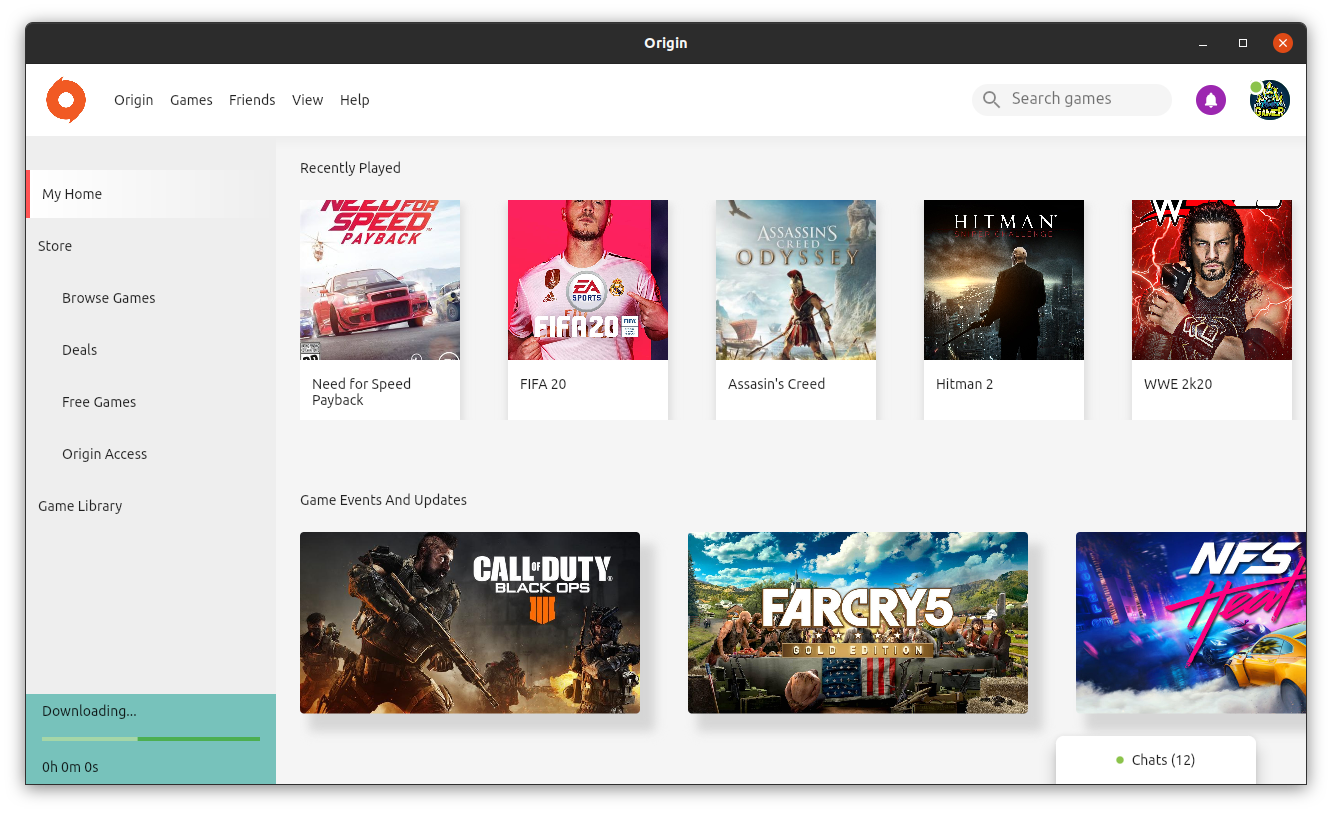 Origin
Origin Games Friends View Help
Search games
GAMER
My Home
Store
Browse Games
Deals
Free Games
Origin Access
Game Library
Downloading...
0h 0m 0s
Recently Played
NEED FOR
SPEED
PAYBACK
Need for Speed
Payback
EA
SPORTS
FIFA 20
FIFA 20
ASSASSIN'S
CREED
ODYSSEY
Assasin's Creed
HITMAN
Hitman 2
W
WWE 2k20
Game Events And Updates
CALL OF DUTY
BLACK OPS
FARCRY5
GOLD EDITION
NFS
Heat
Chats (12)